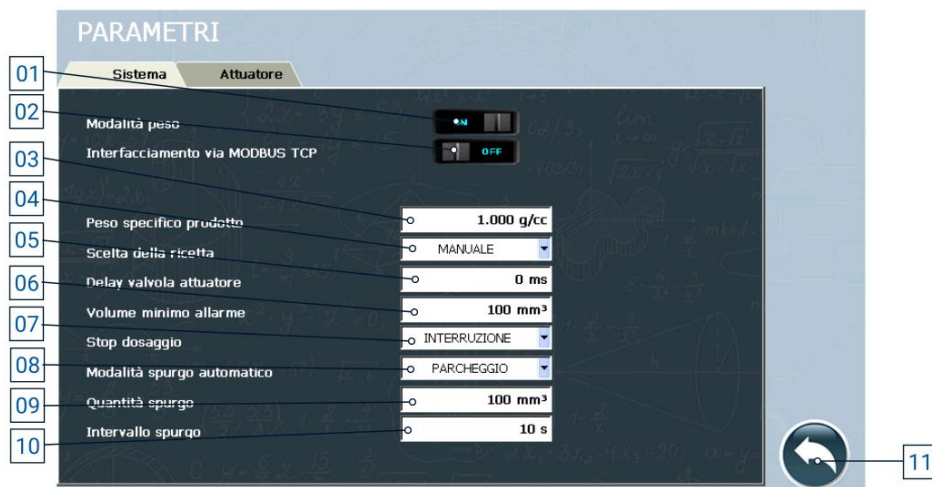 PARAMETRI
Sistema Attuatore
01
02
03
04
05
06
07
08
09
10
11
Modalità peso ON
Interfacciamento via MODBUS TCP OFF
Peso specifico prodotto 1.000 g/cc
Scelta della ricetta MANUALE
Delay valvola attuatore 0 ms
Volume minimo allarme 100 mm³
Stop dosaggio INTERRUZIONE
Modalità spurgo automatico PARCHEGGIO
Quantità spurgo 100 mm³
Intervallo spurgo 10 s